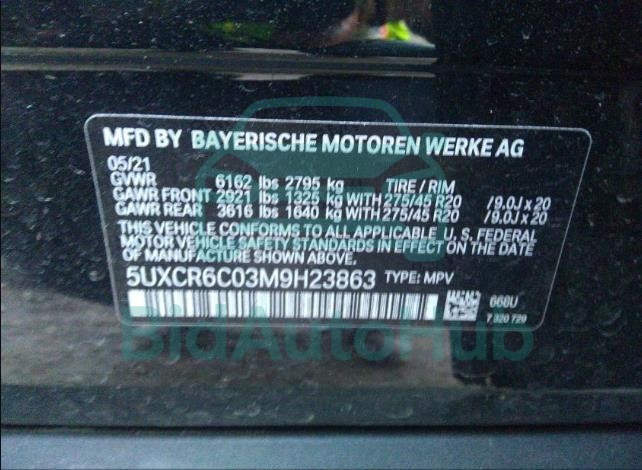 MFD BY BAYERISCHE MOTOREN WERKE AG
05/21
GVWR 6162 lbs 2795 kg TIRE / RIM
GAWR FRONT 2921 lbs 1325 kg WITH 275/45 R20 /9.0J x 20
GAWR REAR 3616 lbs 1640 kg WITH 275/45 R20 /9.0J x 20
THIS VEHICLE CONFORMS TO ALL APPLICABLE U. S. FEDERAL
MOTOR VEHICLE SAFETY STANDARDS IN EFFECT ON THE
DATE OF MANUFACTURE SHOWN ABOVE.
5UXCR6C03M9H23863 TYPE: MPV
668U
7 320 729
BidAutoHub